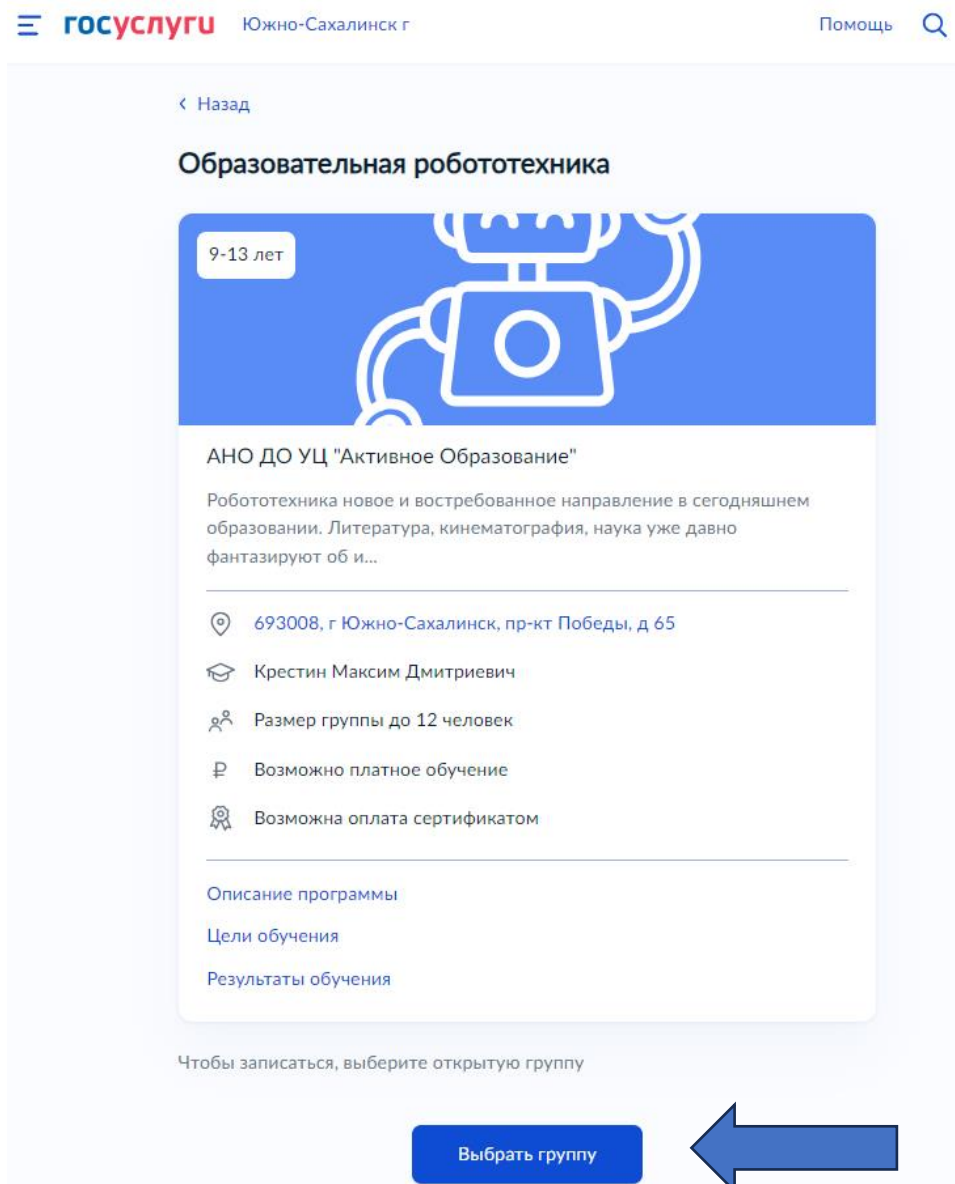 госуслуги Южно-Сахалинск г Помощь
Назад
Образовательная робототехника
9-13 лет
АНО ДО УЦ "Активное Образование"
Робототехника новое и востребованное направление в сегодняшнем
образовании. Литература, кинематография, наука уже давно
фантазируют об и...
693008, г Южно-Сахалинск, пр-кт Победы, д 65
Крестин Максим Дмитриевич
Размер группы до 12 человек
Возможно платное обучение
Возможна оплата сертификатом
Описание программы
Цели обучения
Результаты обучения
Чтобы записаться, выберите открытую группу
Выбрать группу